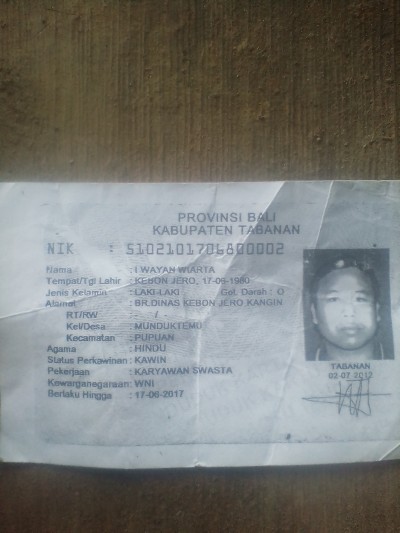 PROVINSI BALI
KABUPATEN TABANAN
NIK : 5102101706800002
Nama : I WAYAN WIARTA
Tempat/Tgl Lahir : KEBON JERO, 17-06-1980
Jenis Kelamin : LAKI-LAKI Gol. Darah : O
Alamat : BR.DINAS KEBON JERO KANGIN
RT/RW : - / -
Kel/Desa : MUNDUKTEMU
Kecamatan : PUPUAN
Agama : HINDU
Status Perkawinan : KAWIN
Pekerjaan : KARYAWAN SWASTA
Kewarganegaraan : WNI
Berlaku Hingga : 17-06-2017
TABANAN
02-07-2012